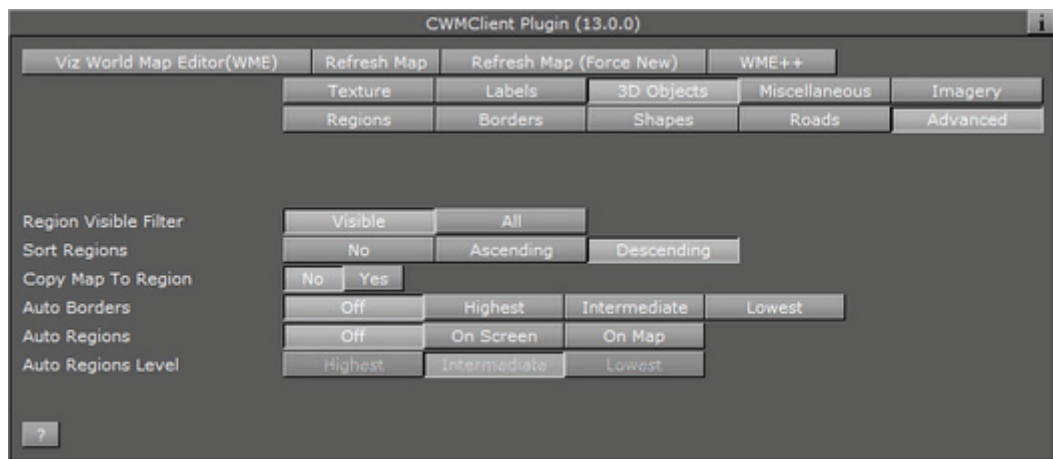 CWMClient Plugin (13.0.0) i
Viz World Map Editor(WME) Refresh Map Refresh Map (Force New) WME++
Texture Labels 3D Objects Miscellaneous Imagery
Regions Borders Shapes Roads Advanced
Region Visible Filter Visible All
Sort Regions No Ascending Descending
Copy Map To Region No Yes
Auto Borders Off Highest Intermediate Lowest
Auto Regions Off On Screen On Map
Auto Regions Level Highest Intermediate Lowest
?